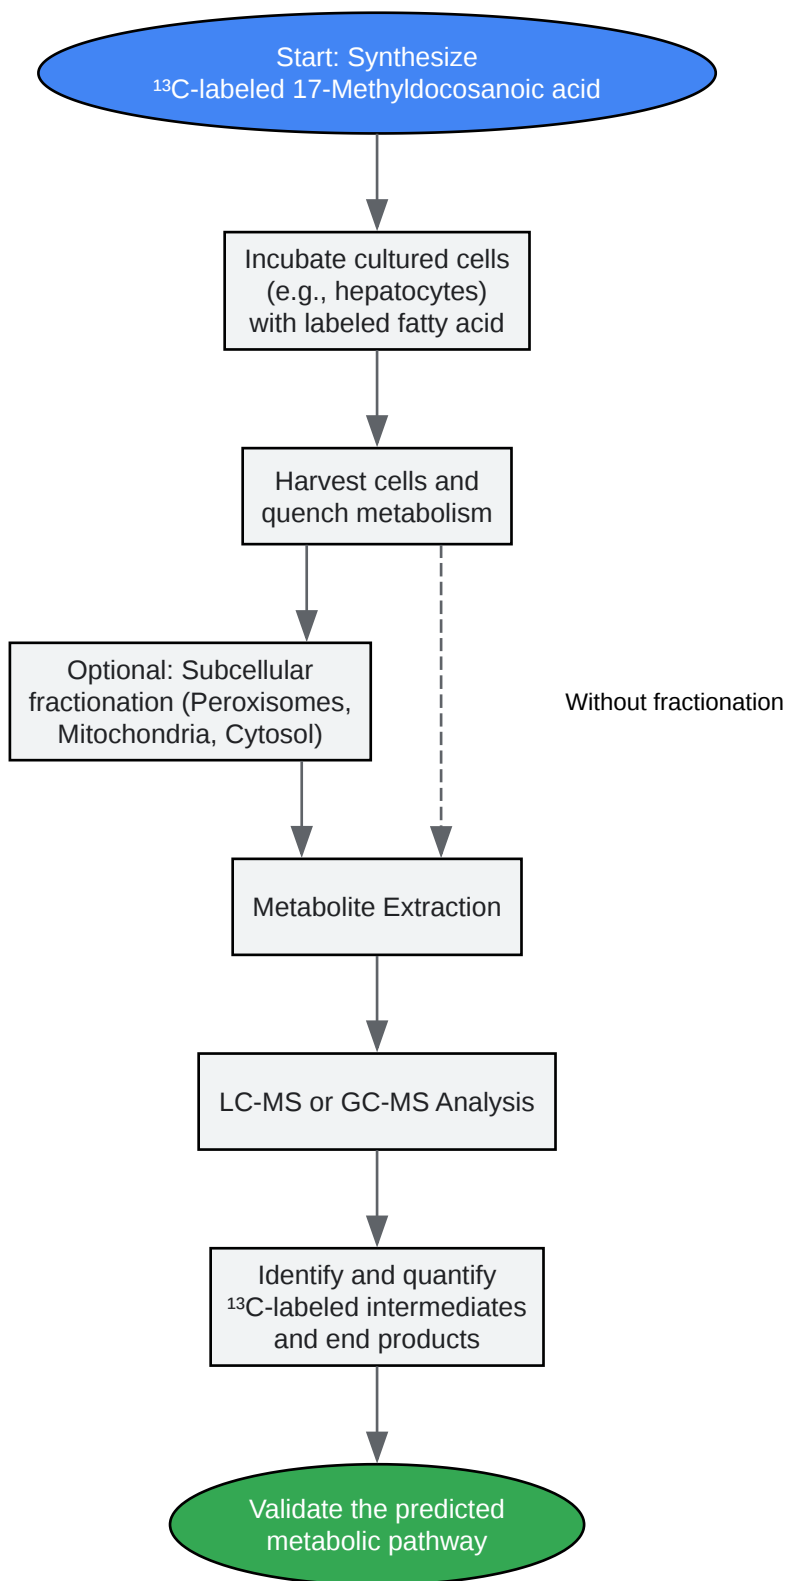 Start: Synthesize
¹³C-labeled 17-Methyldocosanoic acid
Incubate cultured cells
(e.g., hepatocytes)
with labeled fatty acid
Harvest cells and
quench metabolism
Optional: Subcellular
fractionation (Peroxisomes,
Mitochondria, Cytosol)
Without fractionation
Metabolite Extraction
LC-MS or GC-MS Analysis
Identify and quantify
¹³C-labeled intermediates
and end products
Validate the predicted
metabolic pathway